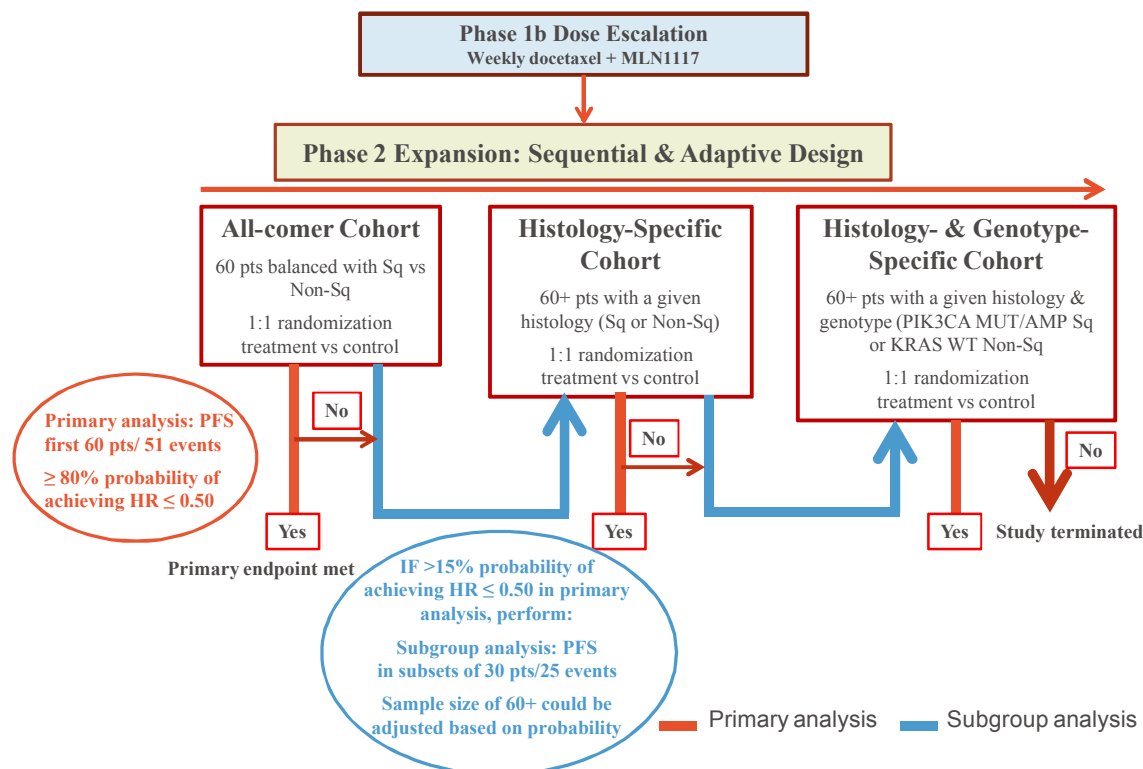 Phase 1b Dose Escalation
Weekly docetaxel + MLN1117
Phase 2 Expansion: Sequential & Adaptive Design
All-comer Cohort
60 pts balanced with Sq vs
Non-Sq
1:1 randomization
treatment vs control
Histology-Specific
Cohort
60+ pts with a given
histology (Sq or Non-Sq)
1:1 randomization
treatment vs control
Histology- & Genotype-
Specific Cohort
60+ pts with a given histology &
genotype (PIK3CA MUT/AMP Sq
or KRAS WT Non-Sq
1:1 randomization
treatment vs control
Primary analysis: PFS
first 60 pts/ 51 events
≥ 80% probability of
achieving HR ≤ 0.50
No
Yes
Primary endpoint met
No
Yes
No
Yes
Study terminated
IF >15% probability of
achieving HR ≤ 0.50 in primary
analysis, perform:
Subgroup analysis: PFS
in subsets of 30 pts/25 events
Sample size of 60+ could be
adjusted based on probability
Primary analysis
Subgroup analysis